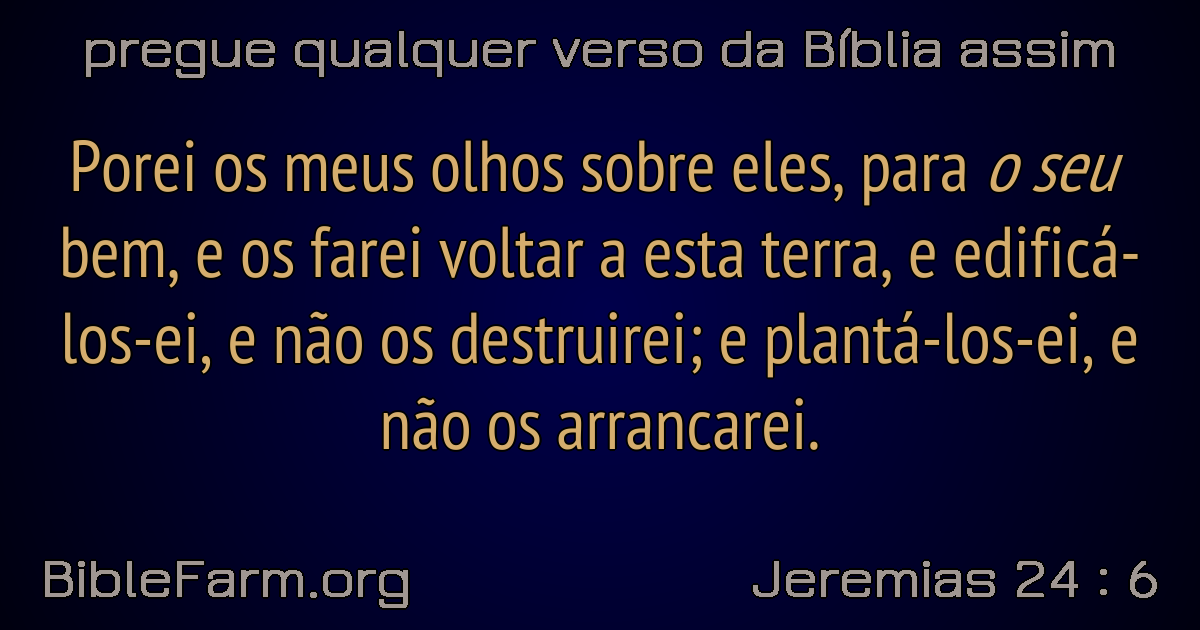 pregue qualquer verso da Bíblia assim
Porei os meus olhos sobre eles, para o seu
bem, e os farei voltar a esta terra, e edificá-
los-ei, e não os destruirei; e plantá-los-ei, e
não os arrancarei.
BibleFarm.org
Jeremias 24 : 6